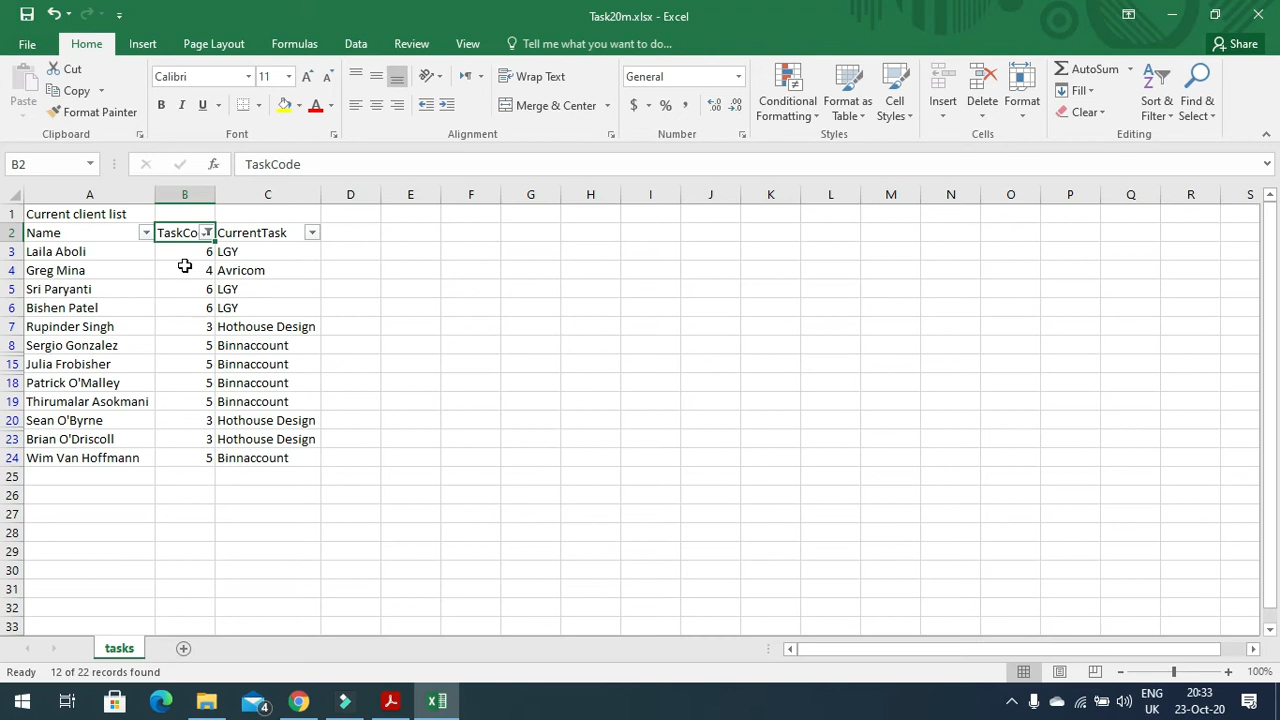 Task20m.xlsx - Excel
File Home Insert Page Layout Formulas Data Review View Tell me what you want to do... Share
Paste Cut Calibri 11 Wrap Text General Conditional Formatting Format as Table Cell Styles Insert Delete Format AutoSum Sort & Filter Find & Select
Copy Fill
Format Painter B I U A Merge & Center $ % , Clear
Clipboard Font Alignment Number Styles Cells Editing
B2 fx TaskCode
A B C D E F G H I J K L M N O P Q R S
1 Current client list
2 Name TaskCo CurrentTask
3 Laila Aboli 6 LGY
4 Greg Mina 4 Avricom
5 Sri Paryanti 6 LGY
6 Bishen Patel 6 LGY
7 Rupinder Singh 3 Hothouse Design
8 Sergio Gonzalez 5 Binnaccount
15 Julia Frobisher 5 Binnaccount
18 Patrick O'Malley 5 Binnaccount
19 Thirumalar Asokmani 5 Binnaccount
20 Sean O'Byrne 3 Hothouse Design
23 Brian O'Driscoll 3 Hothouse Design
24 Wim Van Hoffmann 5 Binnaccount
25
26
27
28
29
30
31
32
33
tasks
Ready 12 of 22 records found 100%
4 ENG 20:33
UK 23-Oct-20